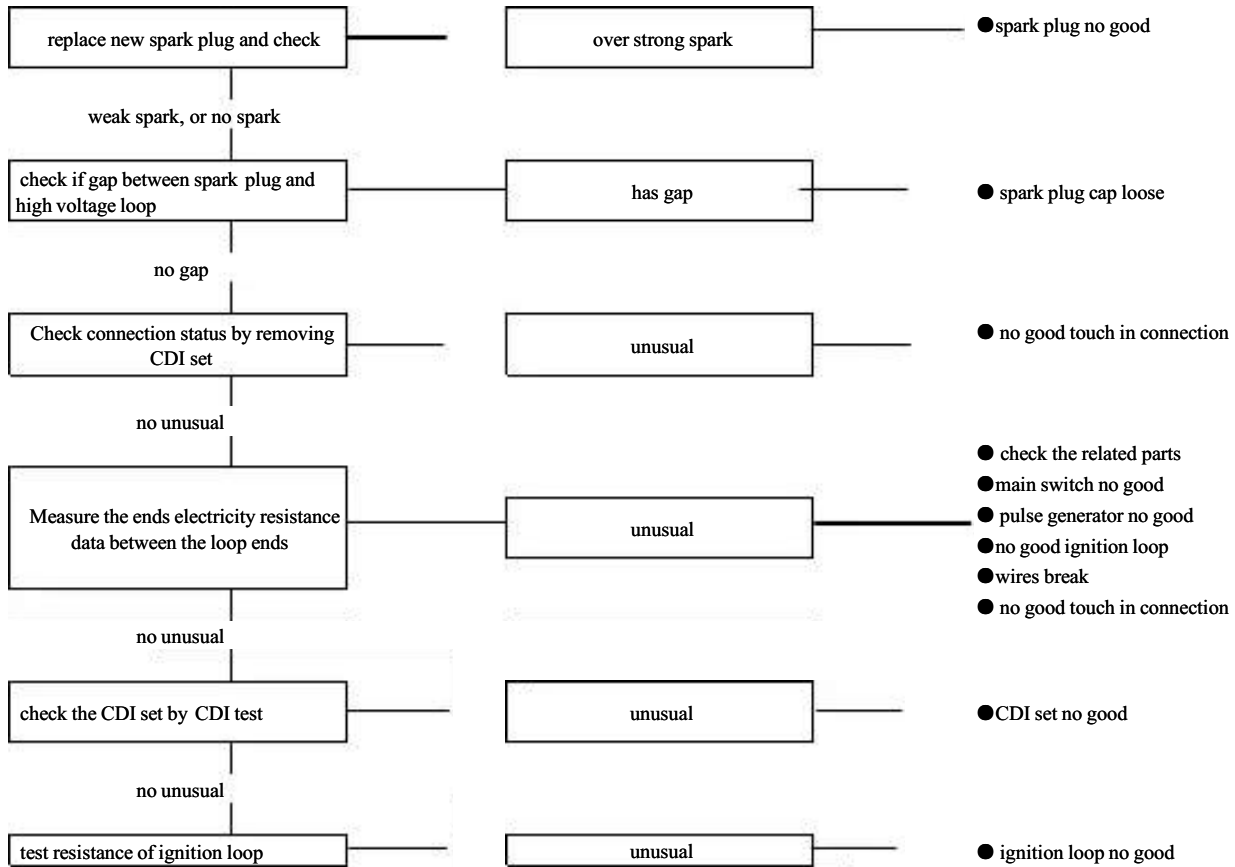 replace new spark plug and check
over strong spark
●spark plug no good
weak spark, or no spark
check if gap between spark plug and
high voltage loop
has gap
● spark plug cap loose
no gap
Check connection status by removing
CDI set
unusual
● no good touch in connection
no unusual
Measure the ends electricity resistance
data between the loop ends
unusual
● check the related parts
●main switch no good
●pulse generator no good
●no good ignition loop
●wires break
● no good touch in connection
no unusual
check the CDI set by CDI test
unusual
●CDI set no good
no unusual
test resistance of ignition loop
unusual
● ignition loop no good